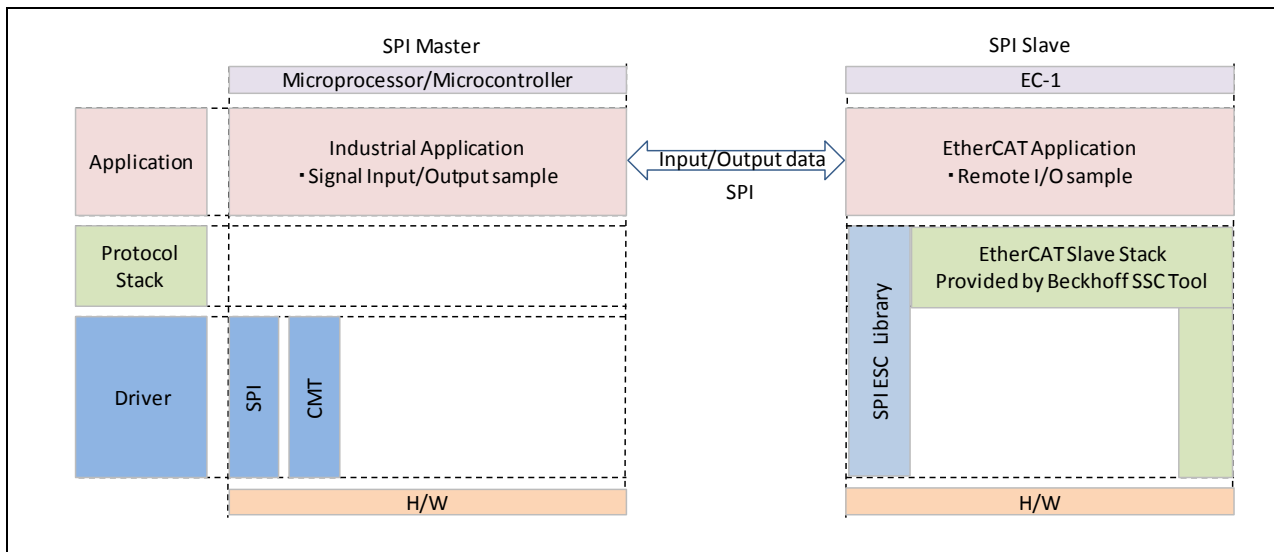 SPI Master
SPI Slave
Microprocessor/Microcontroller
EC-1
Application
Industrial Application
・Signal Input/Output sample
Input/Output data
SPI
EtherCAT Application
・Remote I/O sample
Protocol
Stack
EtherCAT Slave Stack
Provided by Beckhoff SSC Tool
Driver
SPI
CMT
SPI ESC Library
H/W
H/W